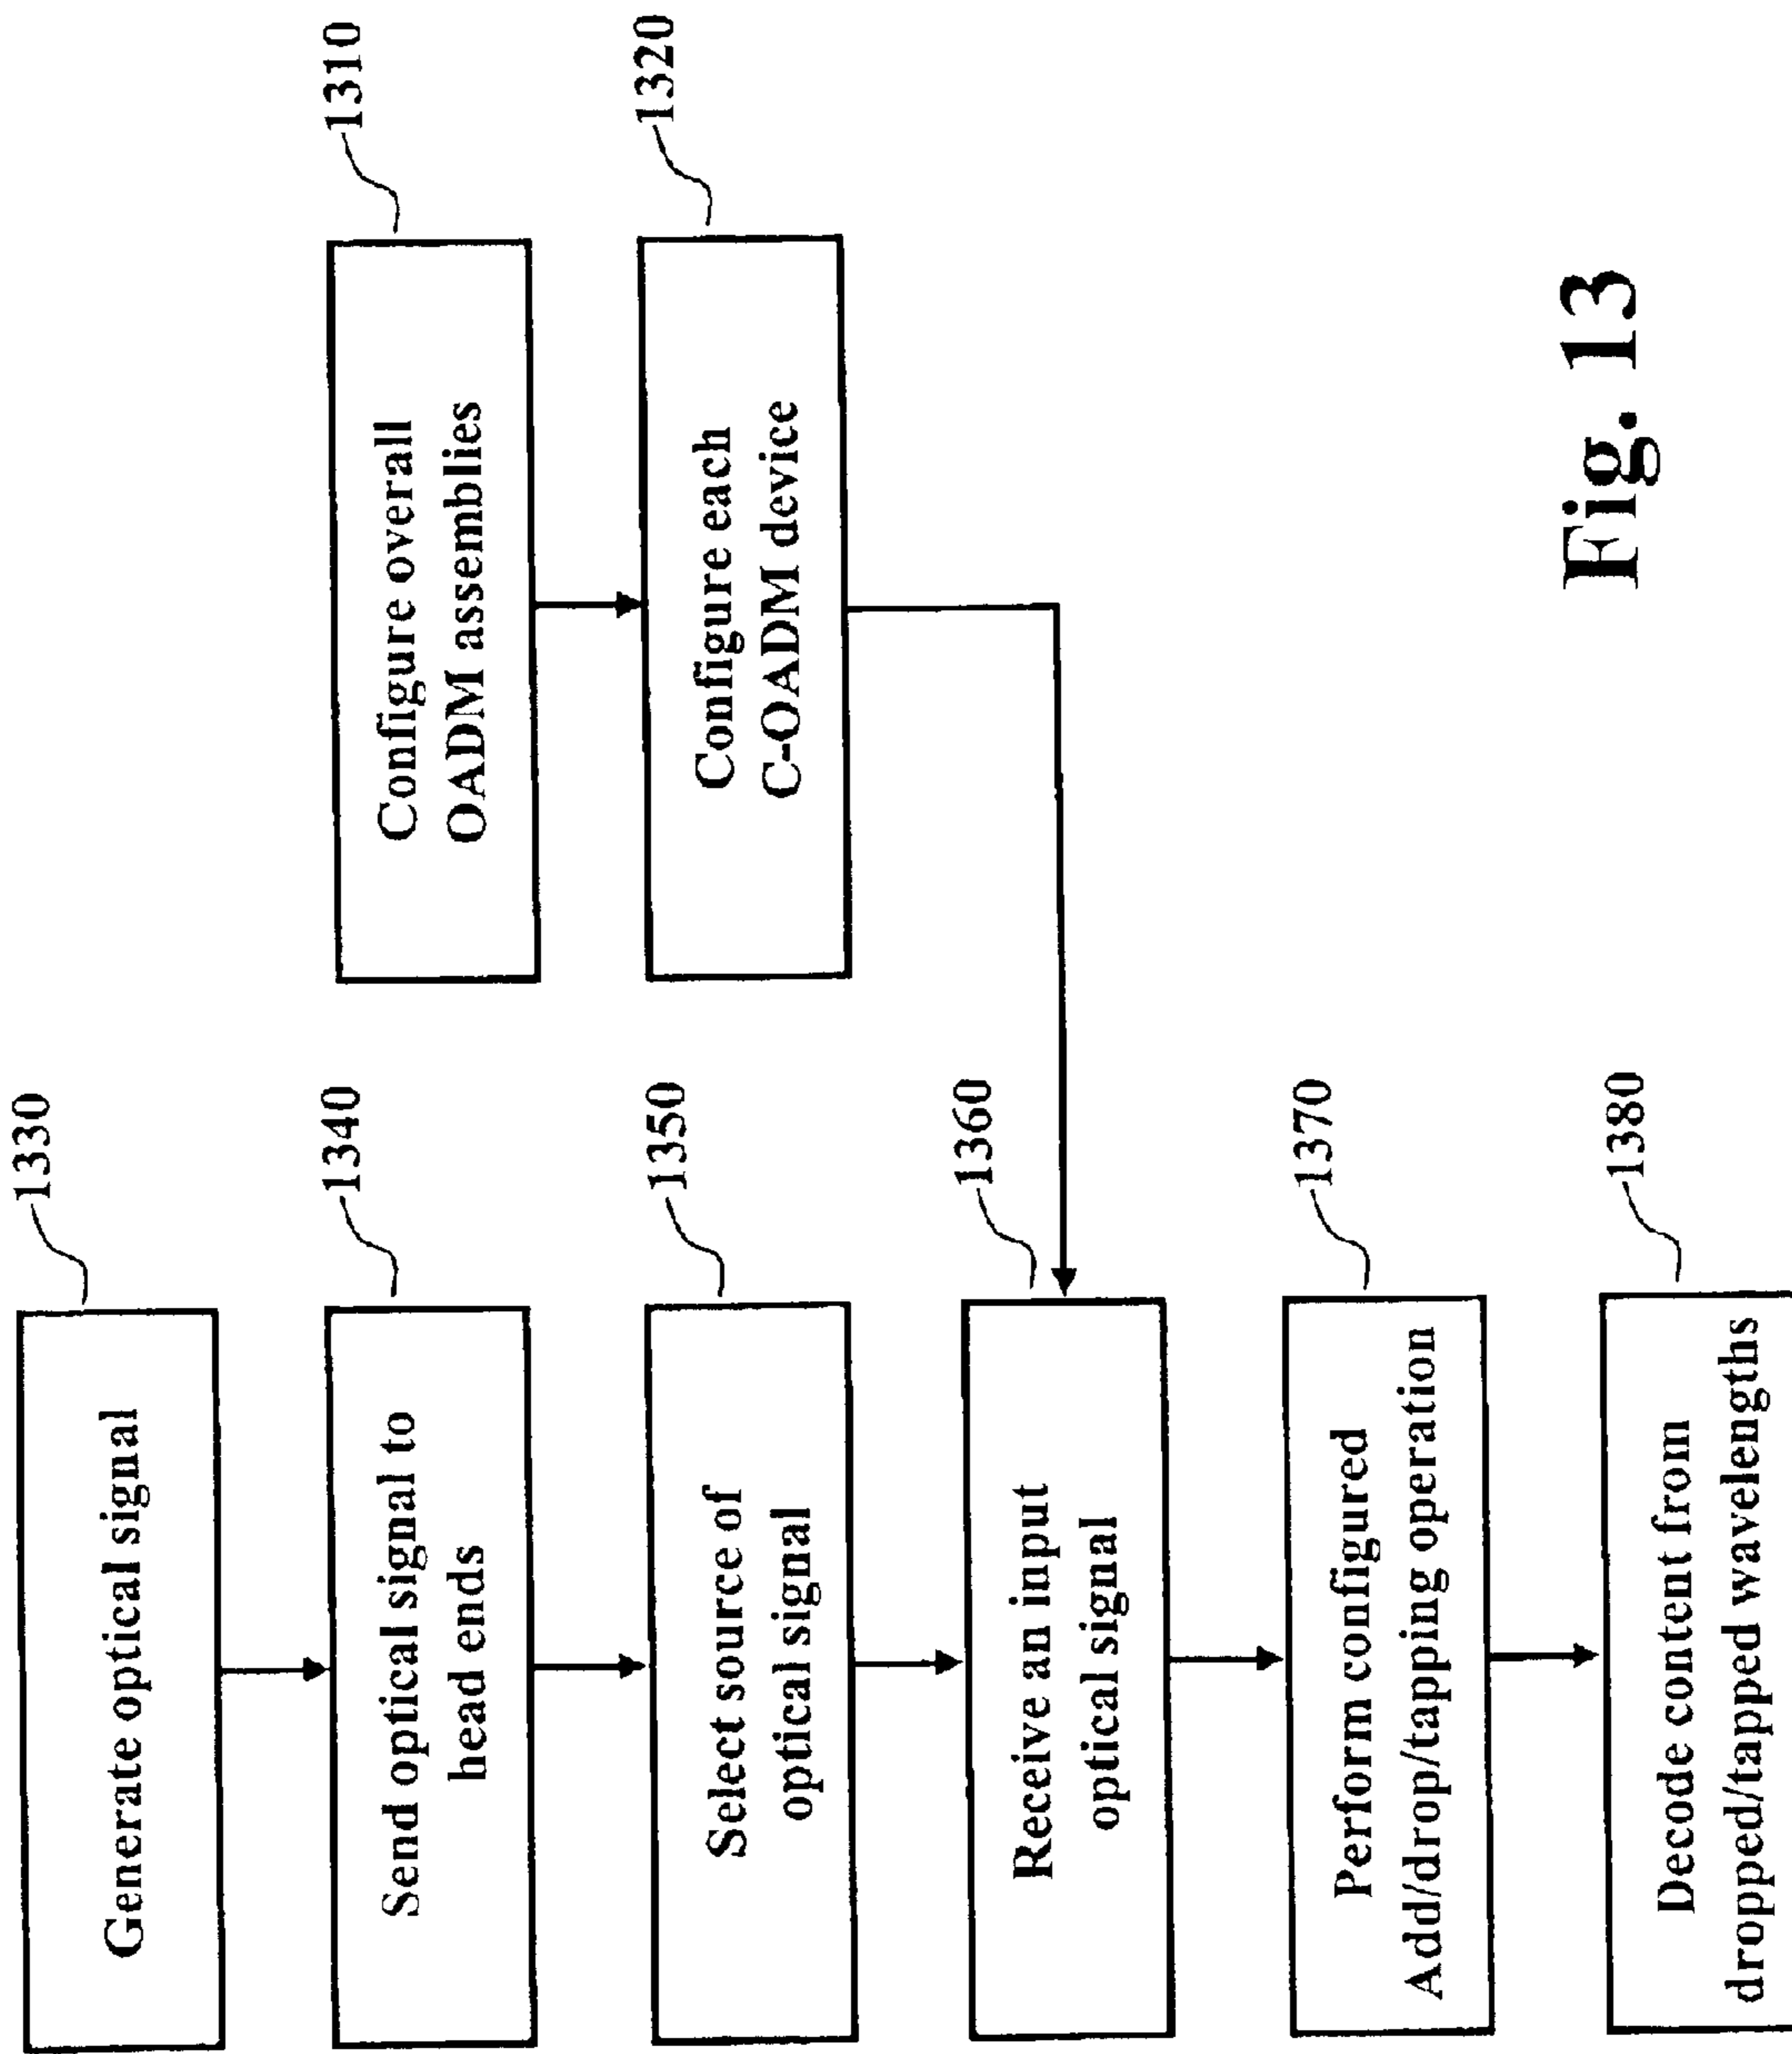 1330
Generate optical signal
1340
Send optical signal to
head ends
1350
Select source of
optical signal
1360
Receive an input
optical signal
1370
Perform configured
Add/drop/tapping operation
1380
Decode content from
dropped/tapped wavelengths
1310
Configure overall
OADM assemblies
1320
Configure each
C-OADM device
Fig. 13